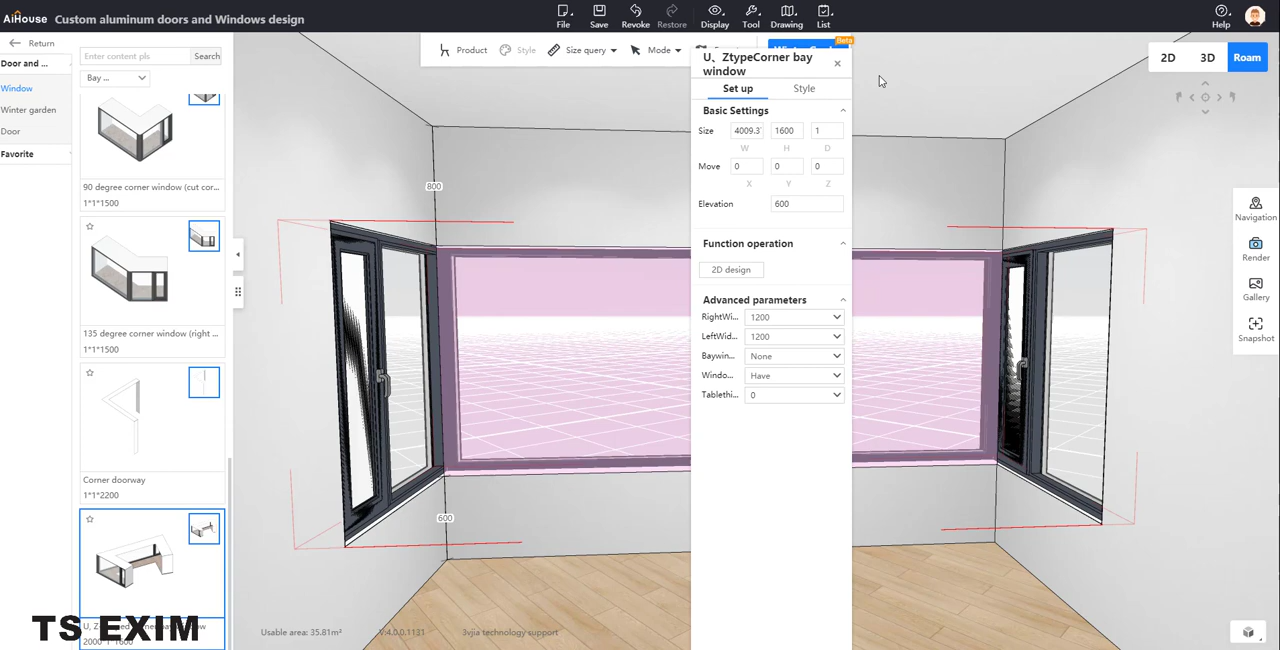 AiHouse Custom aluminum doors and Windows design
File
Save
Revoke
Restore
Display
Tool
Drawing
List
Help
Return
Door and ...
Window
Winter garden
Door
Favorite
Enter content pls
Search
Bay ...
90 degree corner window (cut cor...
1*1*1500
135 degree corner window (right ...
1*1*1500
Corner doorway
1*1*2200
TS EXIM
Product
Style
Size query
Mode
Beta
U、ZtypeCorner bay
window
Set up
Style
Basic Settings
Size
1600
1
W
H
D
Move
0
0
0
X
Y
Z
Elevation
600
Function operation
2D design
Advanced parameters
RightWi...
1200
LeftWid...
1200
Baywin...
None
Windo...
Have
Tablethi...
0
800
600
Usable area: 35.81m²
V:4.0.0.1131
3vjia technology support
2D
3D
Roam
Navigation
Render
Gallery
Snapshot